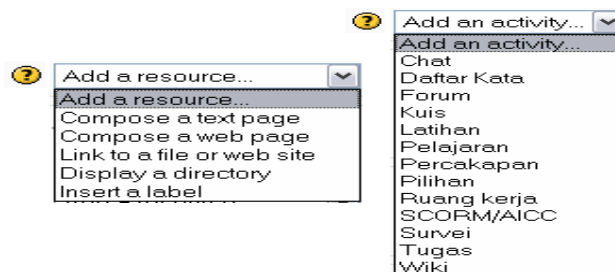 Add a resource...
Add a resource...
Compose a text page
Compose a web page
Link to a file or web site
Display a directory
Insert a label
Add an activity...
Add an activity...
Chat
Daftar Kata
Forum
Kuis
Latihan
Pelajaran
Percakapan
Pilihan
Ruang kerja
SCORM/AICC
Survei
Tugas
Wiki